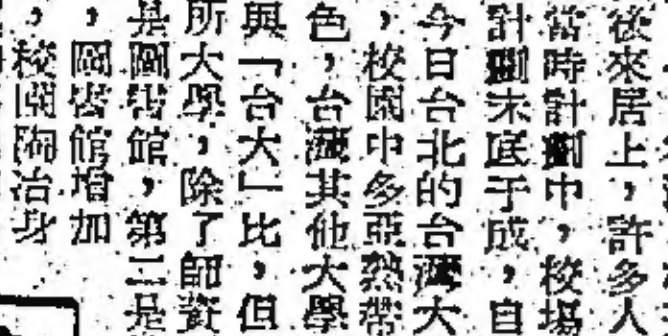 後來居上，許多人
當時計劃中，校場
計劃未底于成，自
今日台北的台灣大
，校園中多亞熱帶
色，台灣其他大學
與「台大」比，但
所大學，除了師資
是圖書館，第二是
，圖書館增加
，校園陶冶身